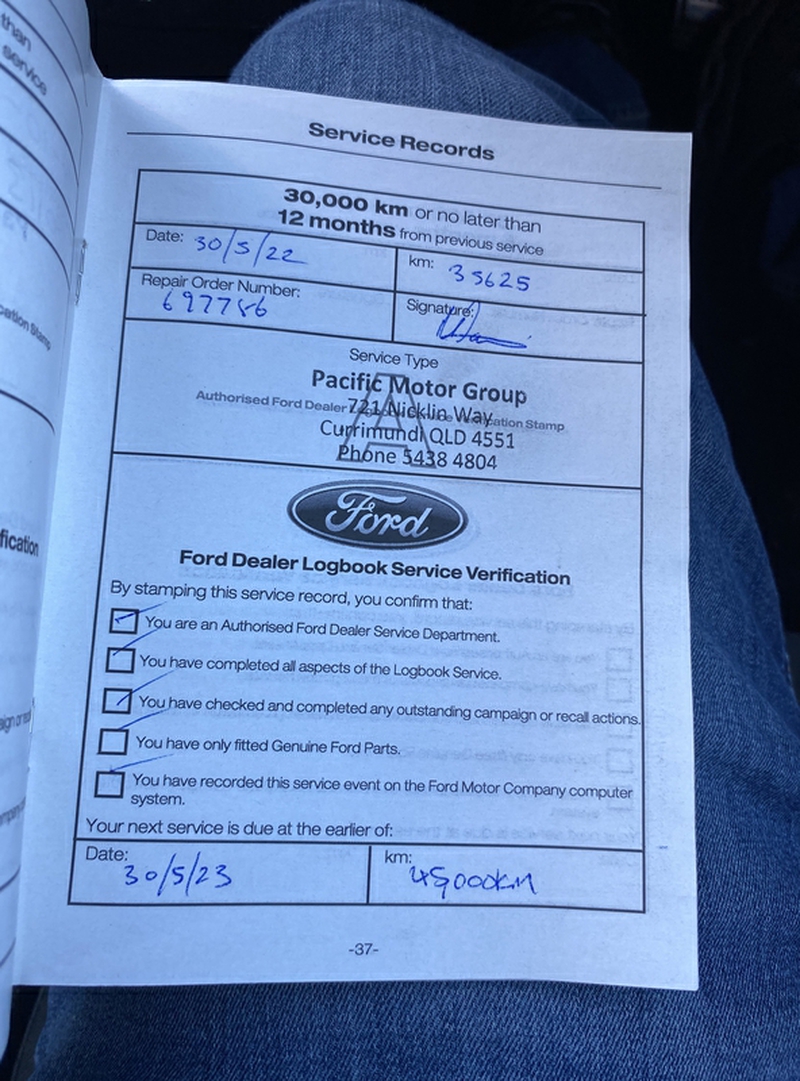 than
service
Service Records
30,000 km or no later than
12 months from previous service
Date: 30/5/22
km: 35625
Repair Order Number:
697756
Signature:
Service Type
Pacific Motor Group
Authorised Ford Dealer
721 Nicklin Way
Verification Stamp
Currimundi QLD 4551
Phone 5438 4804
Ford
Ford Dealer Logbook Service Verification
By stamping this service record, you confirm that:
You are an Authorised Ford Dealer Service Department.
You have completed all aspects of the Logbook Service.
You have checked and completed any outstanding campaign or recall actions.
You have only fitted Genuine Ford Parts.
You have recorded this service event on the Ford Motor Company computer
system.
Your next service is due at the earlier of:
Date:
30/5/23
km:
45000KM
-37-